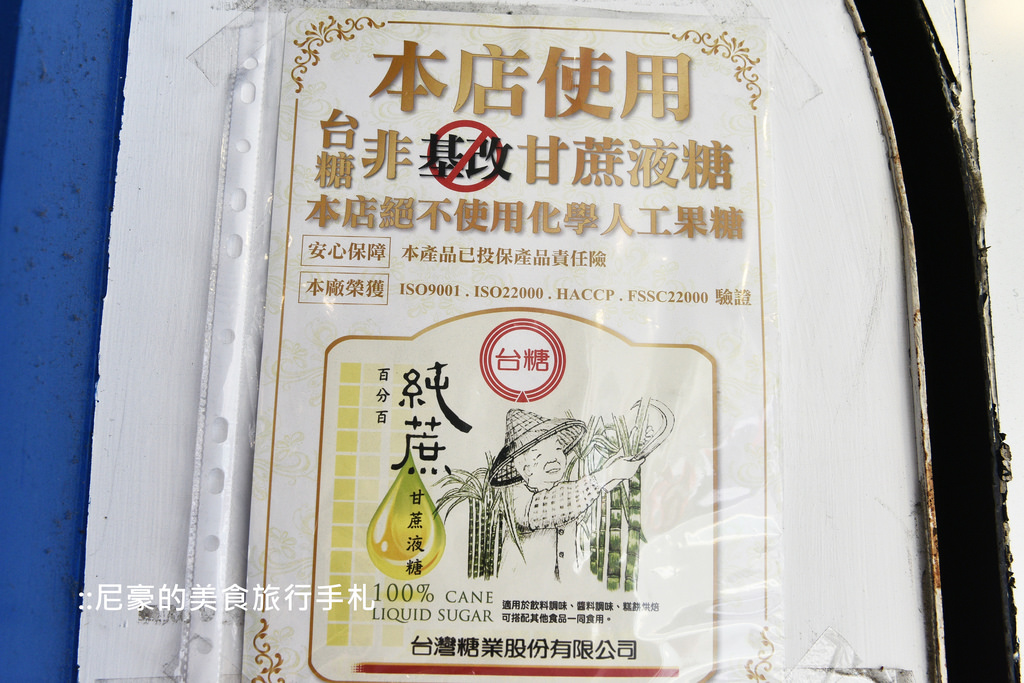 本店使用
台糖非基改甘蔗液糖
本店絕不使用化學人工果糖
安心保障 本產品已投保產品責任險
本廠榮獲 ISO9001 . ISO22000 . HACCP . FSSC22000 驗證
台糖
百分百
純蔗
甘蔗液糖
100% CANE
LIQUID SUGAR
適用於飲料調味、醬料調味、糕餅烘焙
可搭配其他食品一同食用。
台灣糖業股份有限公司
::尼豪的美食旅行手札